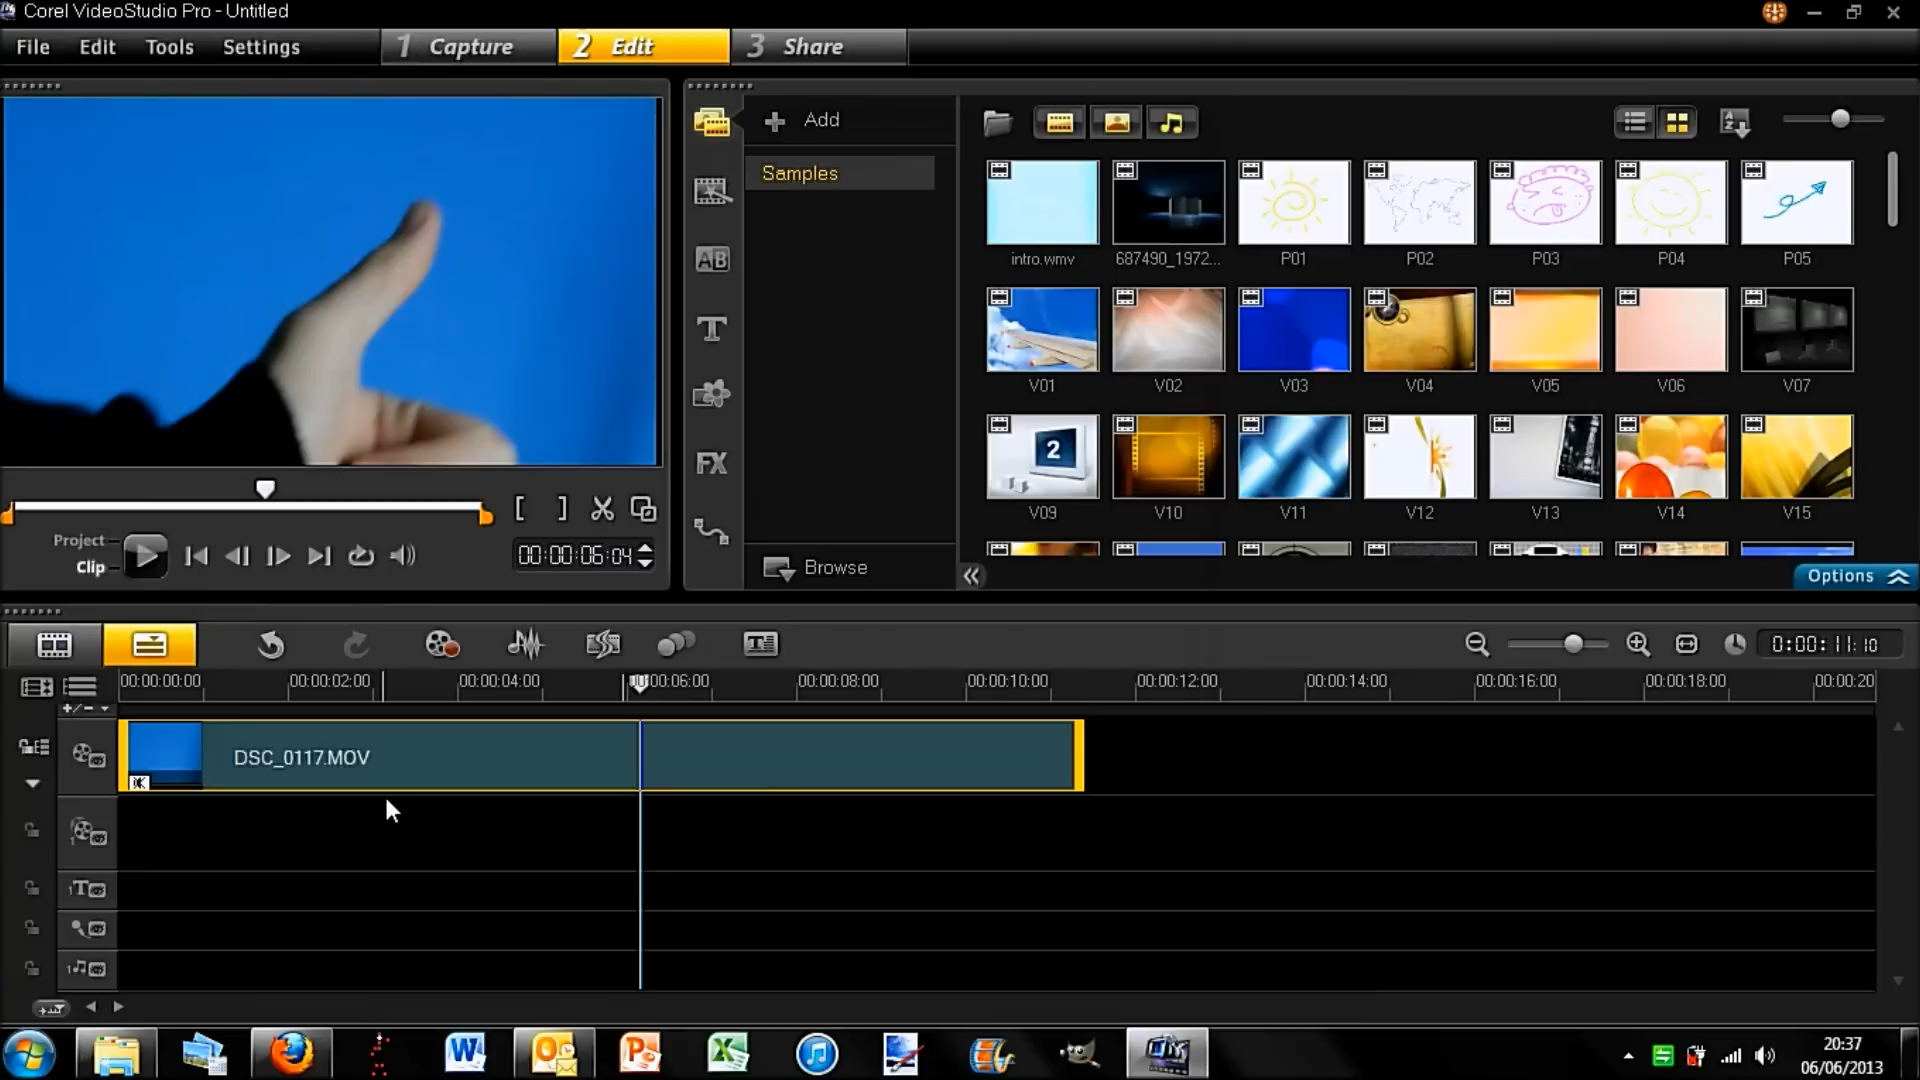 Corel VideoStudio Pro - Untitled
File Edit Tools Settings
1 Capture
2 Edit
3 Share
Add
Samples
Browse
intro.wmv
687490_1972...
P01
P02
P03
P04
P05
V01
V02
V03
V04
V05
V06
V07
2
V09
V10
V11
V12
V13
V14
V15
AB
T
FX
Project
Clip
00:00:06:04
Options
0:00:11:10
00:00:00:00 00:00:02:00 00:00:04:00 00:00:06:00 00:00:08:00 00:00:10:00 00:00:12:00 00:00:14:00 00:00:16:00 00:00:18:00 00:00:20
DSC_0117.MOV
20:37
06/06/2013